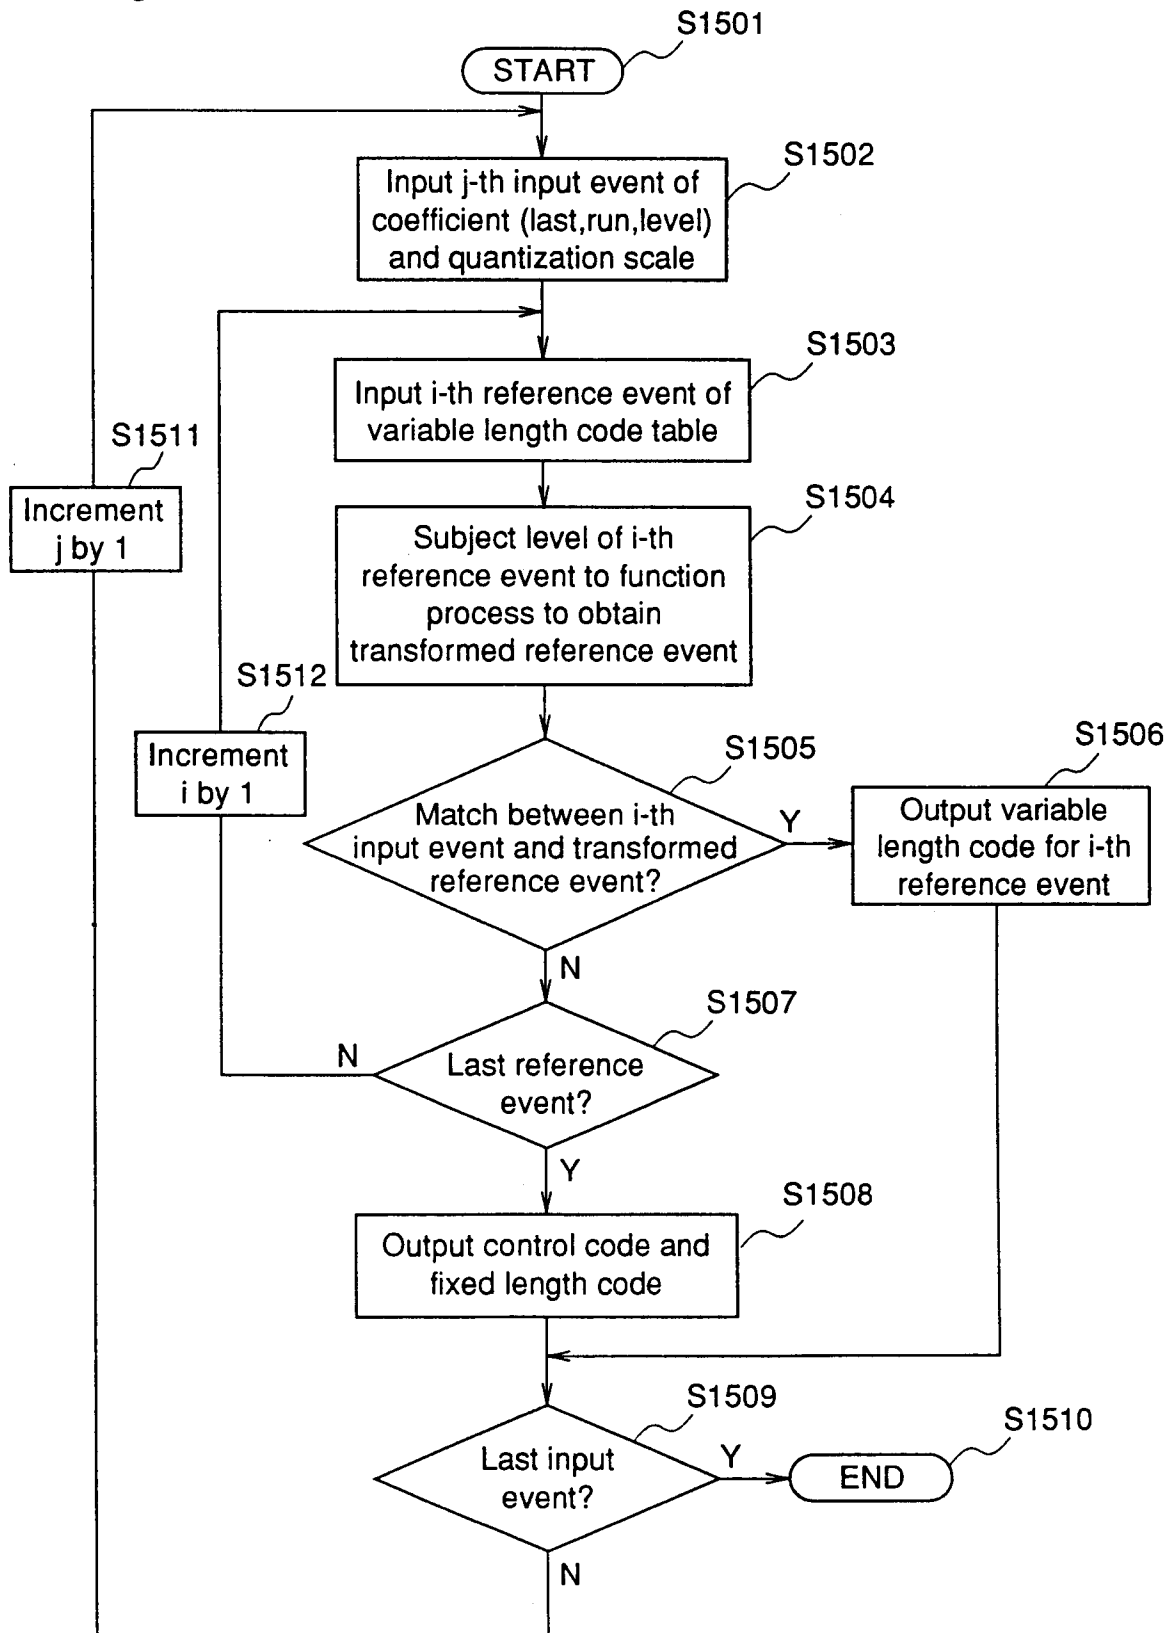 S1501
START
S1502
Input j-th input event of
coefficient (last,run,level)
and quantization scale
S1503
Input i-th reference event of
variable length code table
S1511
Increment
j by 1
S1504
Subject level of i-th
reference event to function
process to obtain
transformed reference event
S1512
Increment
i by 1
S1505
Match between i-th
input event and transformed
reference event?
Y
S1506
Output variable
length code for i-th
reference event
N
S1507
Last reference
event?
N
Y
S1508
Output control code and
fixed length code
S1509
Last input
event?
Y
S1510
END
N